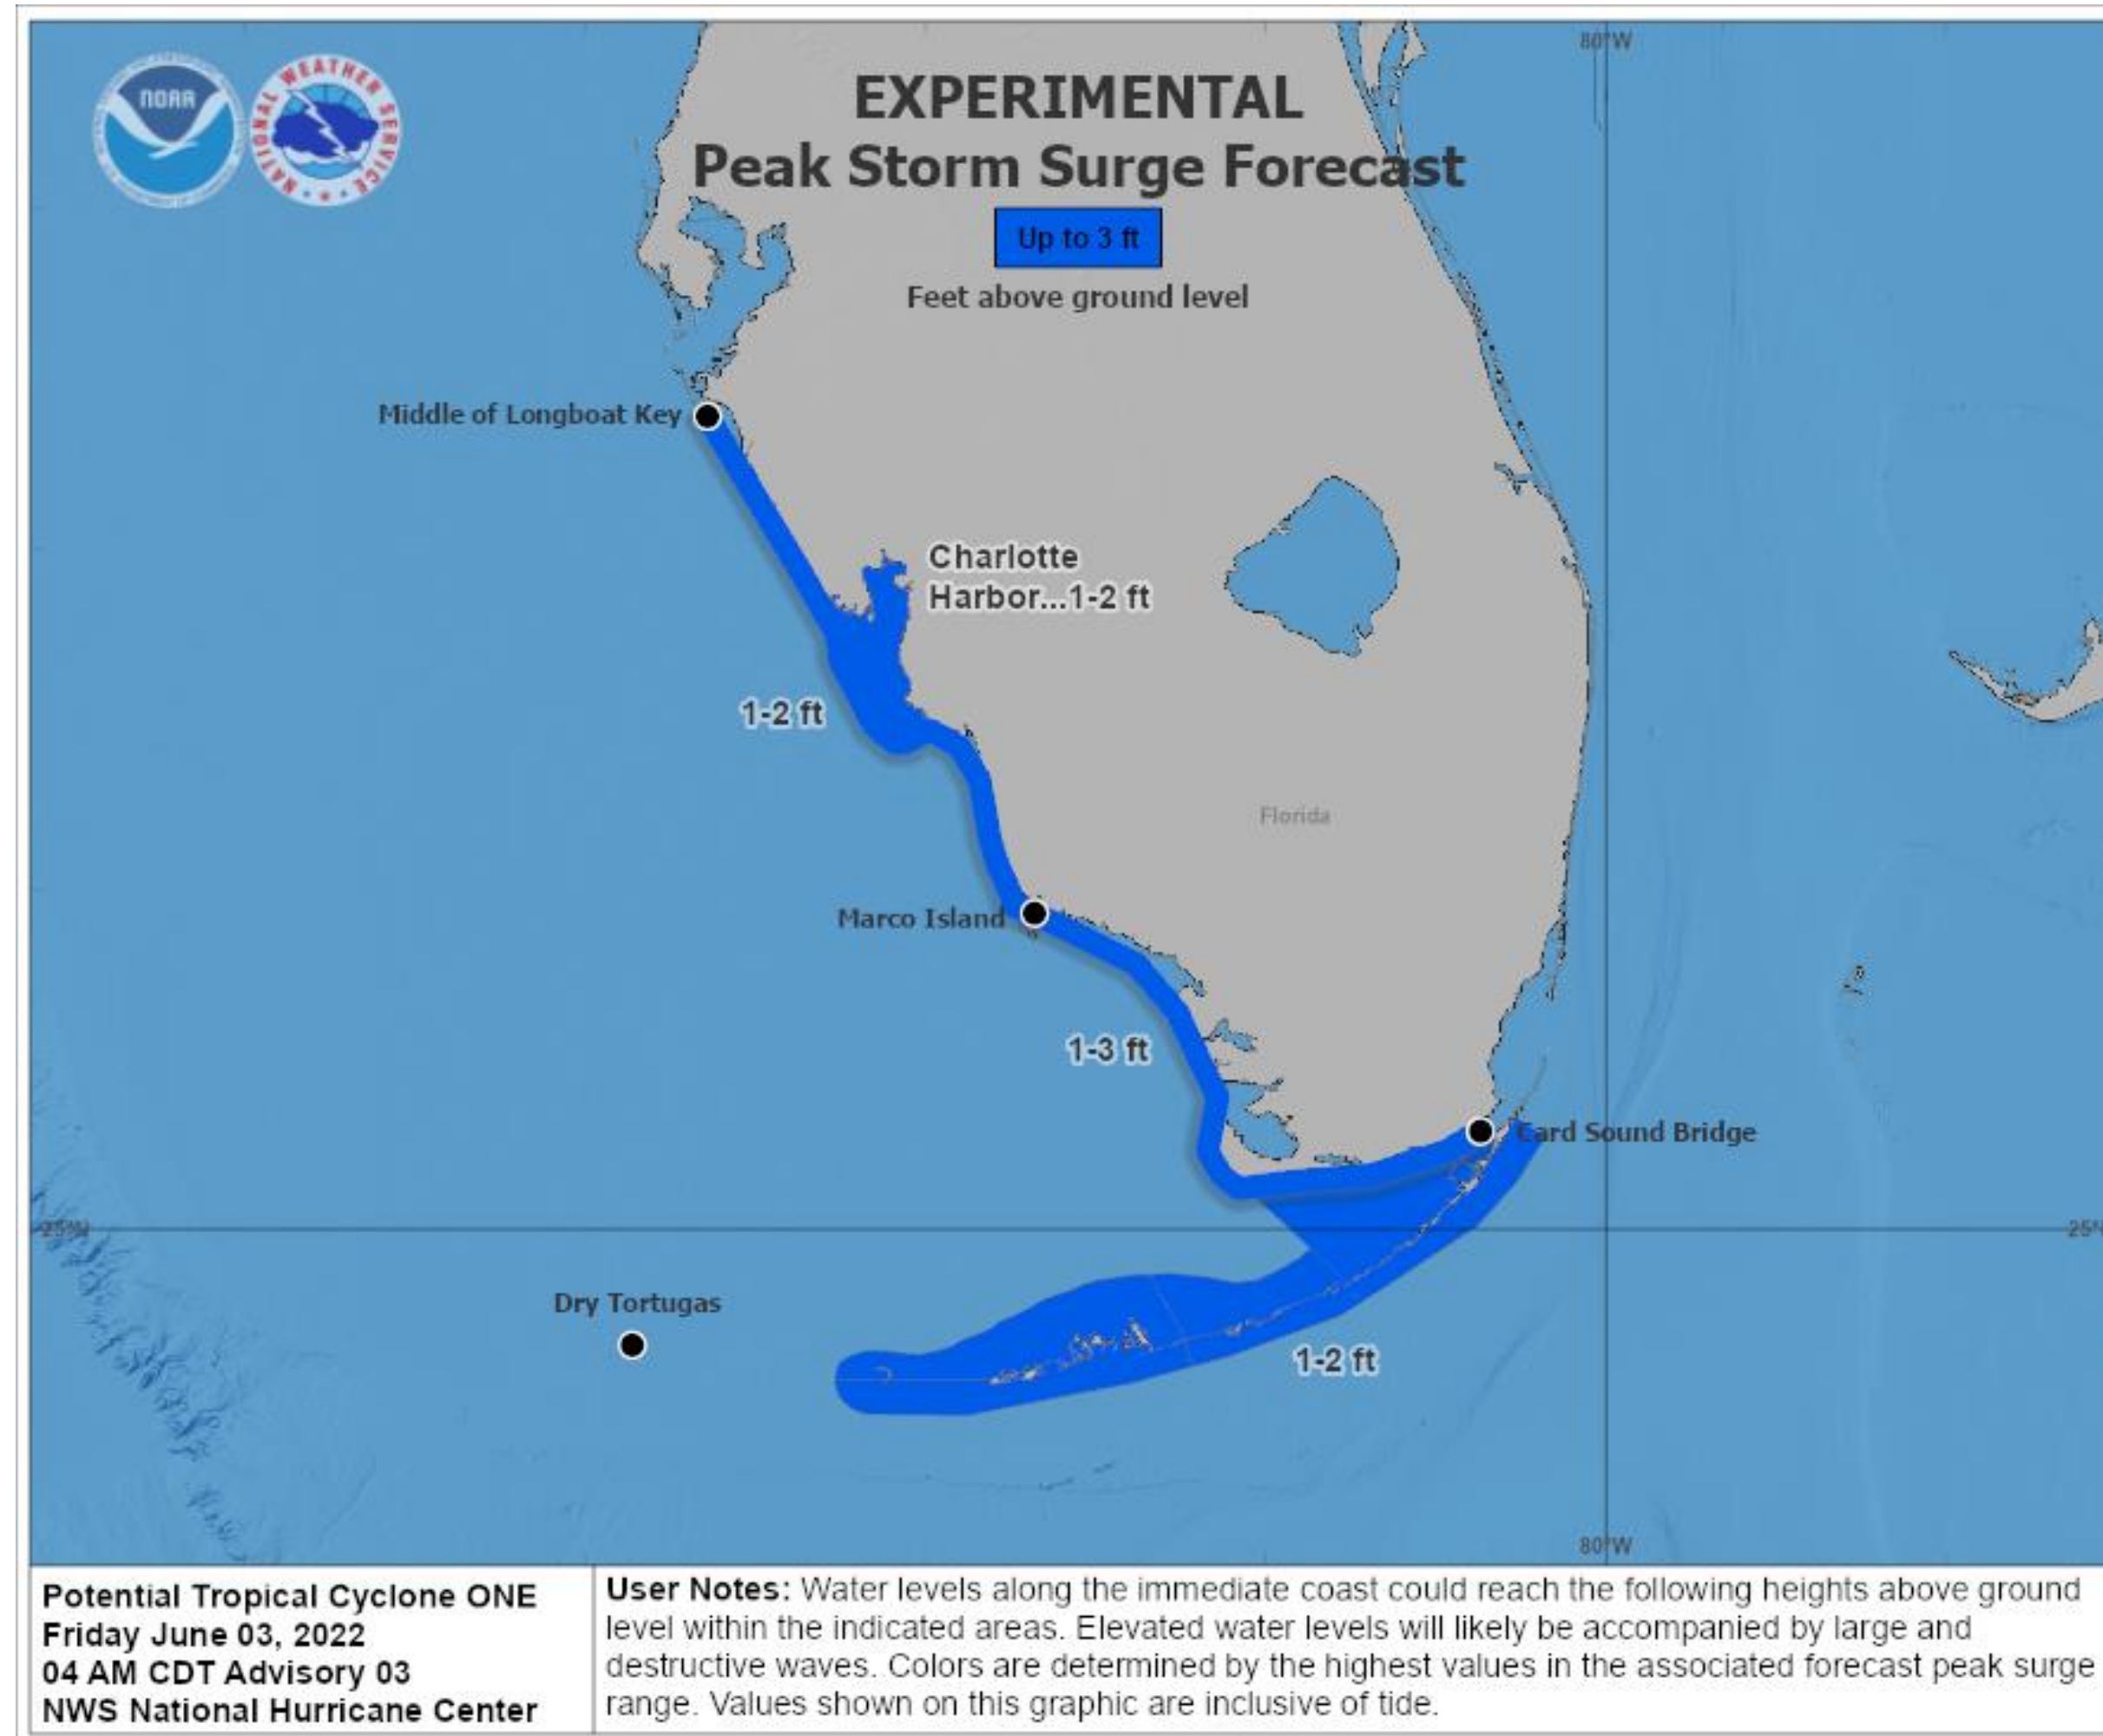 NOAA
NATIONAL WEATHER SERVICE
80°W
EXPERIMENTAL
Peak Storm Surge Forecast
Up to 3 ft
Feet above ground level
Middle of Longboat Key
Charlotte
Harbor...1-2 ft
1-2 ft
Florida
Marco Island
1-3 ft
Card Sound Bridge
25°N
Dry Tortugas
1-2 ft
80°W
Potential Tropical Cyclone ONE
Friday June 03, 2022
04 AM CDT Advisory 03
NWS National Hurricane Center
User Notes: Water levels along the immediate coast could reach the following heights above ground
level within the indicated areas. Elevated water levels will likely be accompanied by large and
destructive waves. Colors are determined by the highest values in the associated forecast peak surge
range. Values shown on this graphic are inclusive of tide.